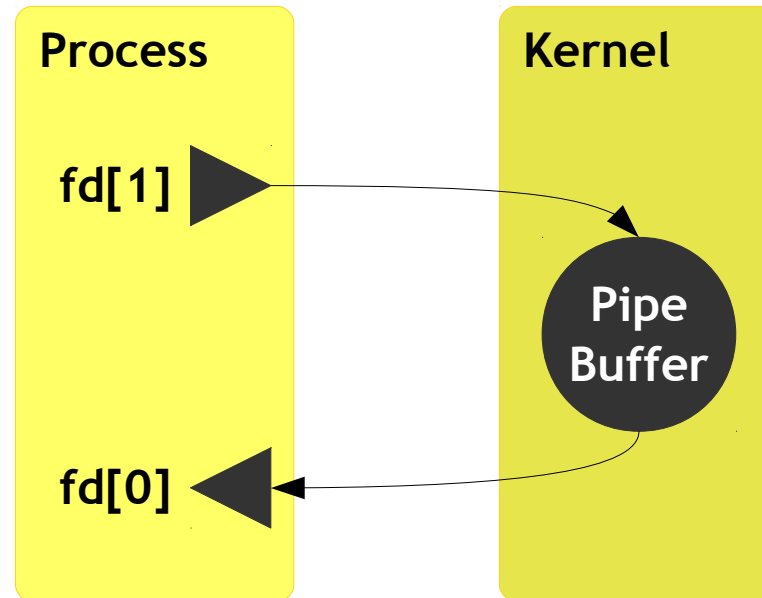 Process
Kernel
fd[1]
Pipe
Buffer
fd[0]